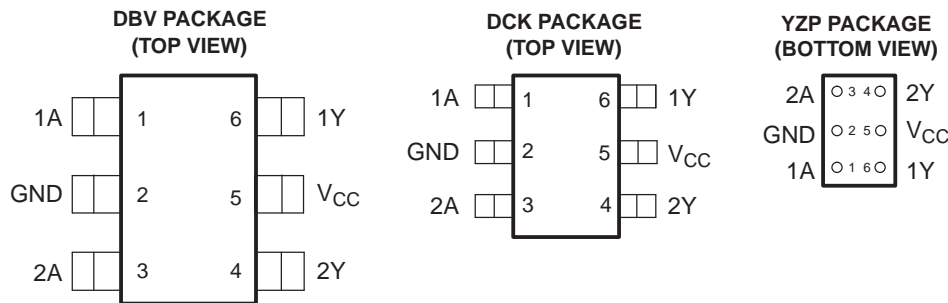 DBV PACKAGE
(TOP VIEW)
1A 1 6 1Y
GND 2 5 VCC
2A 3 4 2Y
DCK PACKAGE
(TOP VIEW)
1A 1 6 1Y
GND 2 5 VCC
2A 3 4 2Y
YZP PACKAGE
(BOTTOM VIEW)
2A 3 4 2Y
GND 2 5 VCC
1A 1 6 1Y